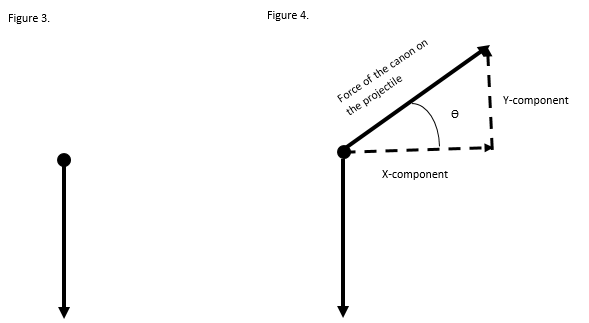 Figure 3.
Figure 4.
Force of the canon on
the projectile
Y-component
Θ
X-component